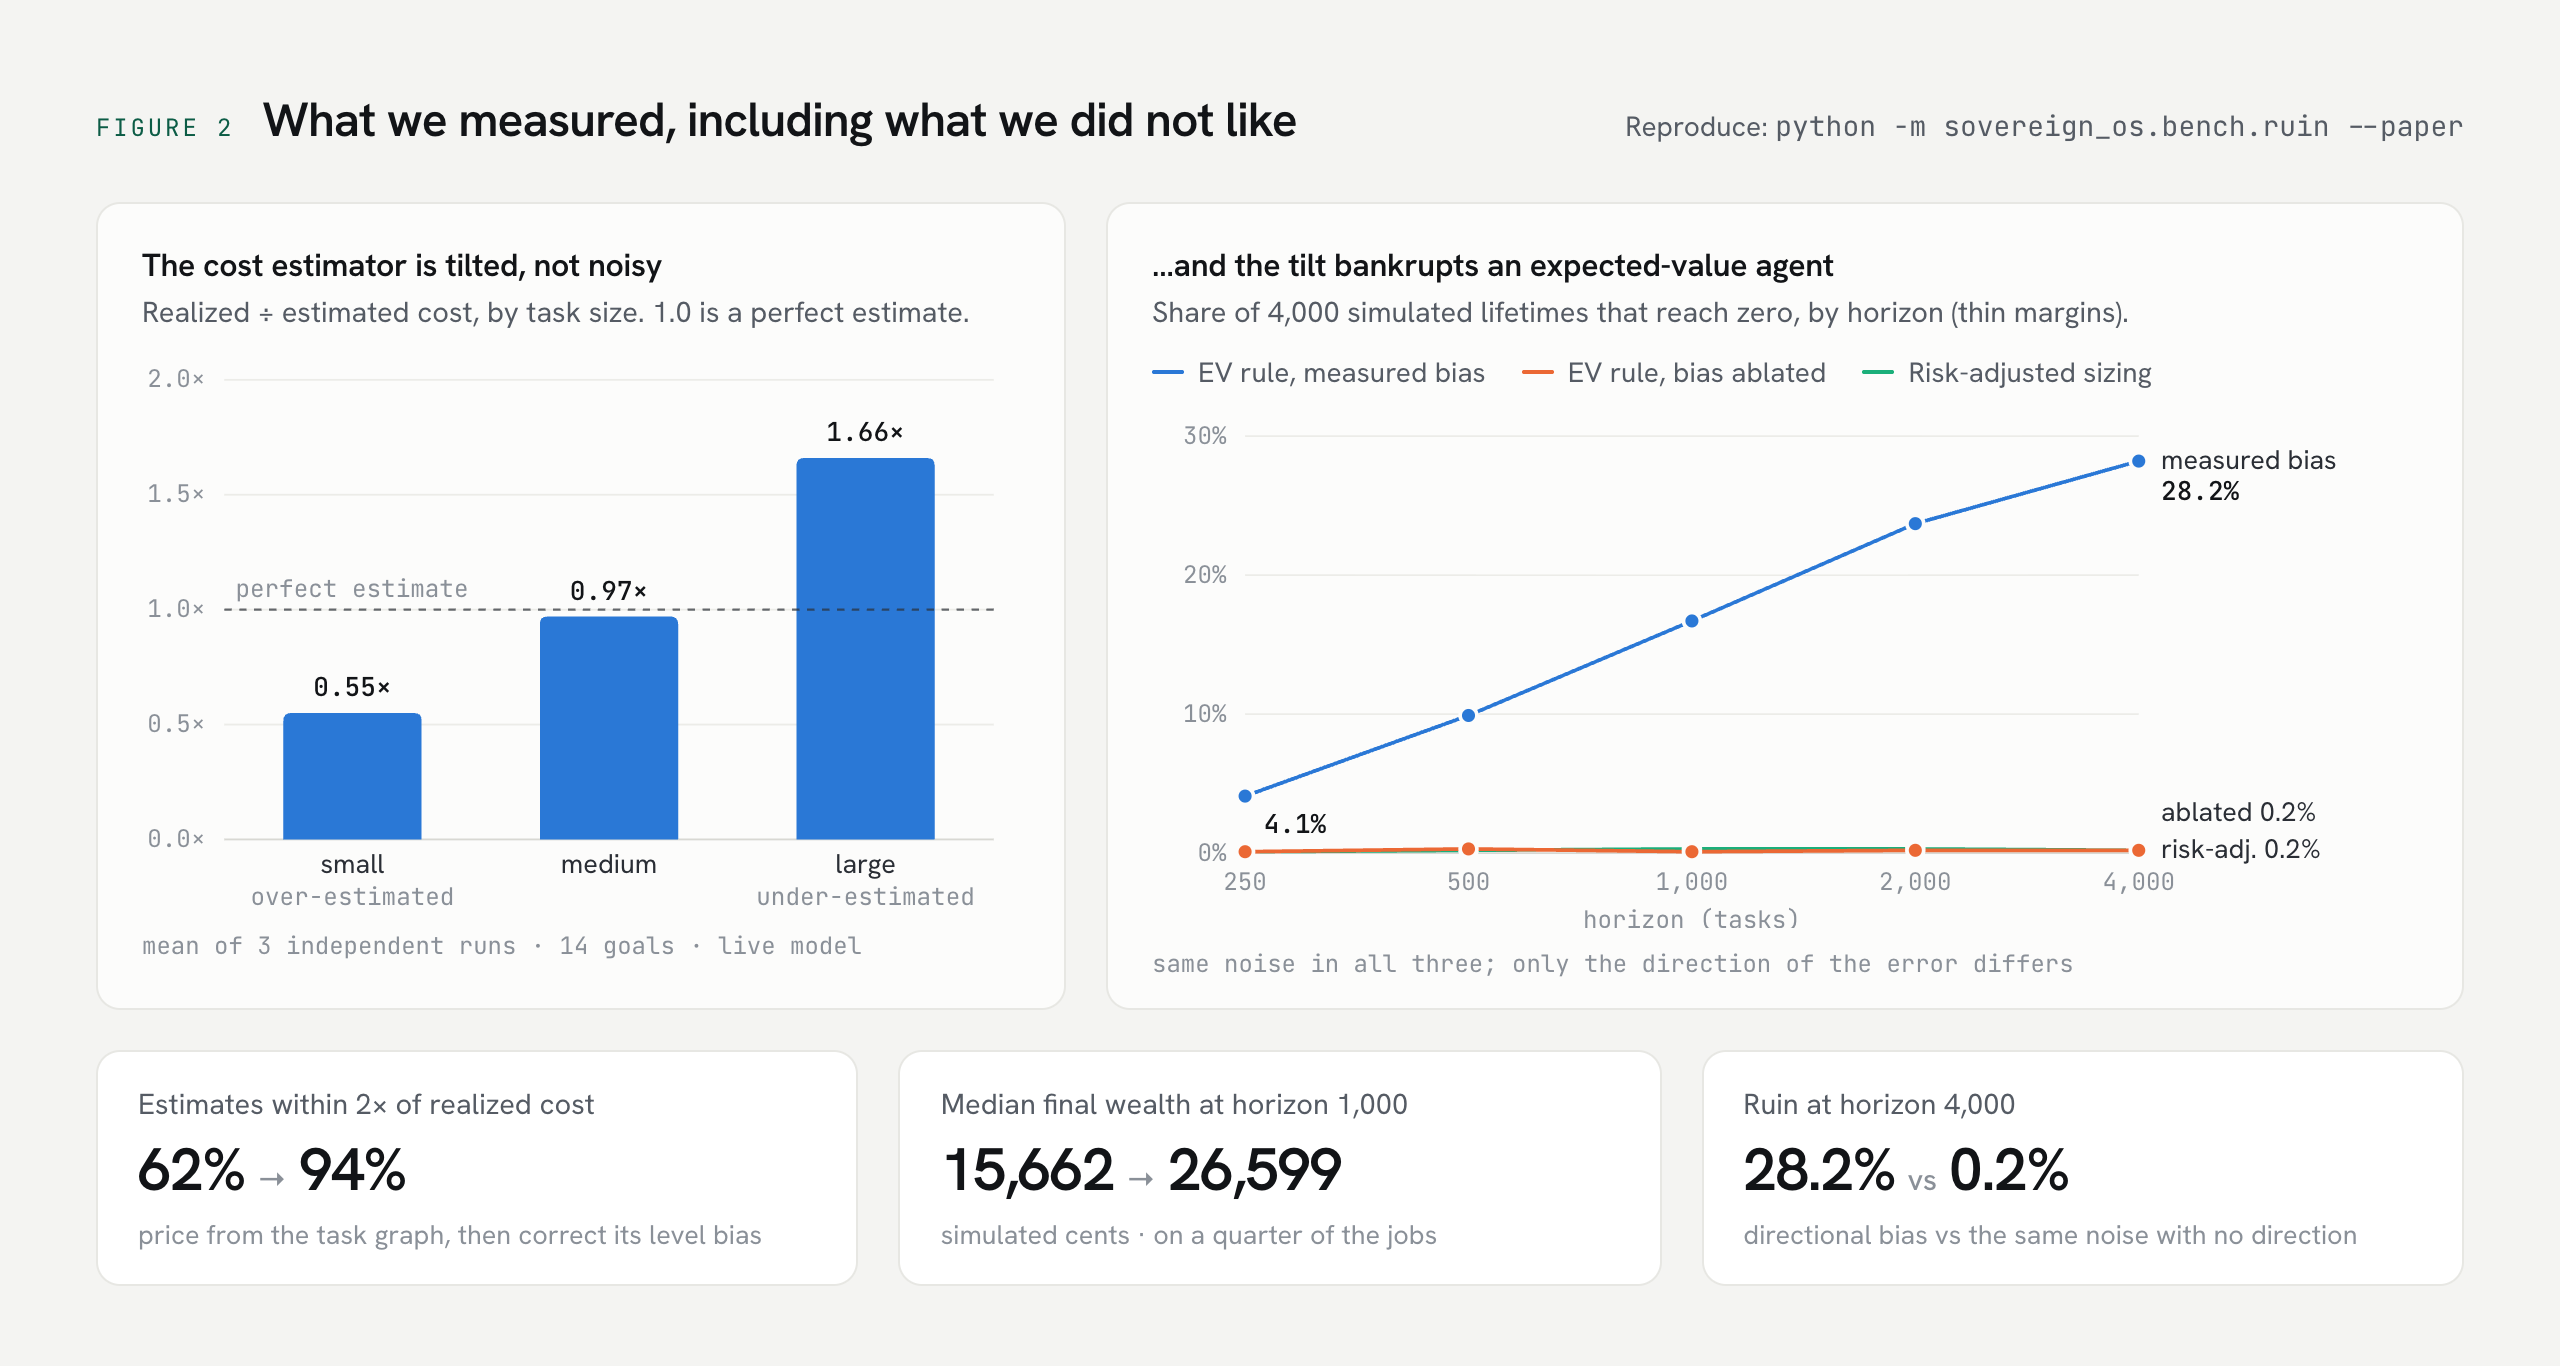 FIGURE 2 What we measured, including what we did not like
Reproduce: python -m sovereign_os.bench.ruin --paper
The cost estimator is tilted, not noisy
Realized ÷ estimated cost, by task size. 1.0 is a perfect estimate.
2.0×
1.5×
1.0×
0.5×
0.0×
perfect estimate
0.55×
0.97×
1.66×
small
over-estimated
medium
large
under-estimated
mean of 3 independent runs · 14 goals · live model
...and the tilt bankrupts an expected-value agent
Share of 4,000 simulated lifetimes that reach zero, by horizon (thin margins).
EV rule, measured bias
EV rule, bias ablated
Risk-adjusted sizing
30%
20%
10%
0%
measured bias
28.2%
4.1%
ablated 0.2%
risk-adj. 0.2%
250
500
1,000
2,000
4,000
horizon (tasks)
same noise in all three; only the direction of the error differs
Estimates within 2× of realized cost
62% → 94%
price from the task graph, then correct its level bias
Median final wealth at horizon 1,000
15,662 → 26,599
simulated cents · on a quarter of the jobs
Ruin at horizon 4,000
28.2% vs 0.2%
directional bias vs the same noise with no direction